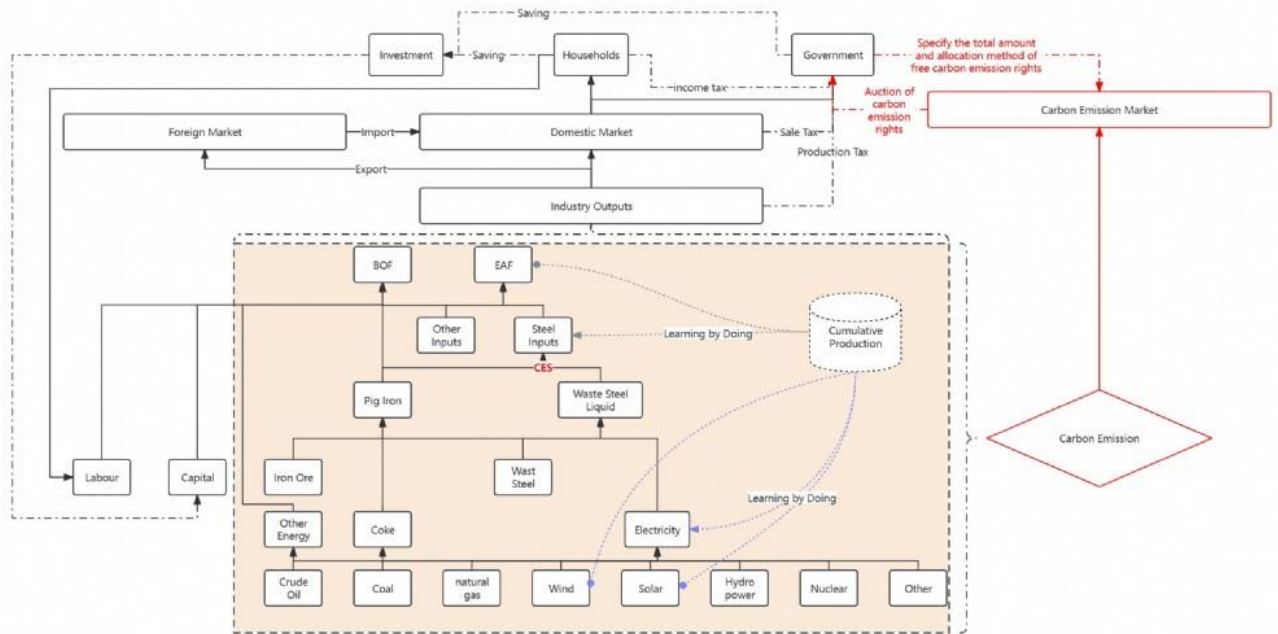 Saving
Investment
Saving
Households
Government
Specify the total amount
and allocation method of
free carbon emission rights
income tax
Auction of
carbon
emission
rights
Carbon Emission Market
Foreign Market
Import
Domestic Market
Sale Tax
Production Tax
Export
Industry Outputs
BOF
EAF
Other
Inputs
Steel
Inputs
Learning by Doing
Cumulative
Production
CES
Pig Iron
Waste Steel
Liquid
Carbon Emission
Labour
Capital
Iron Ore
Wast
Steel
Learning by Doing
Other
Energy
Coke
Electricity
Crude
Oil
Coal
natural
gas
Wind
Solar
Hydro
power
Nuclear
Other